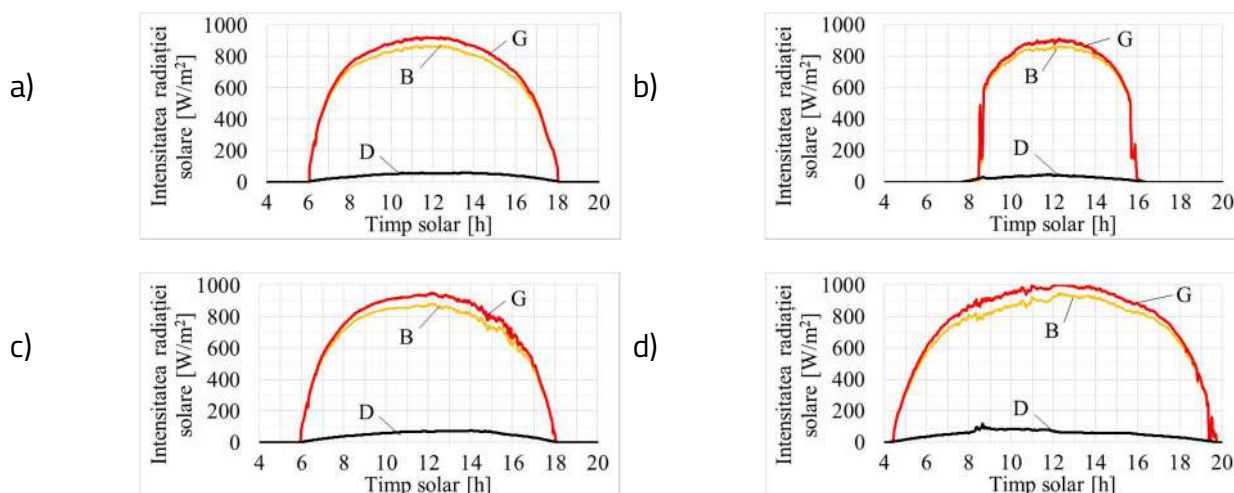 a)
Intensitatea radiației
solare [W/m²]
1000
800
600
400
200
0
G
B
D
4 6 8 10 12 14 16 18 20
Timp solar [h]
b)
Intensitatea radiației
solare [W/m²]
1000
800
600
400
200
0
G
B
D
4 6 8 10 12 14 16 18 20
Timp solar [h]
c)
Intensitatea radiației
solare [W/m²]
1000
800
600
400
200
0
G
B
D
4 6 8 10 12 14 16 18 20
Timp solar [h]
d)
Intensitatea radiației
solare [W/m²]
1000
800
600
400
200
0
G
B
D
4 6 8 10 12 14 16 18 20
Timp solar [h]